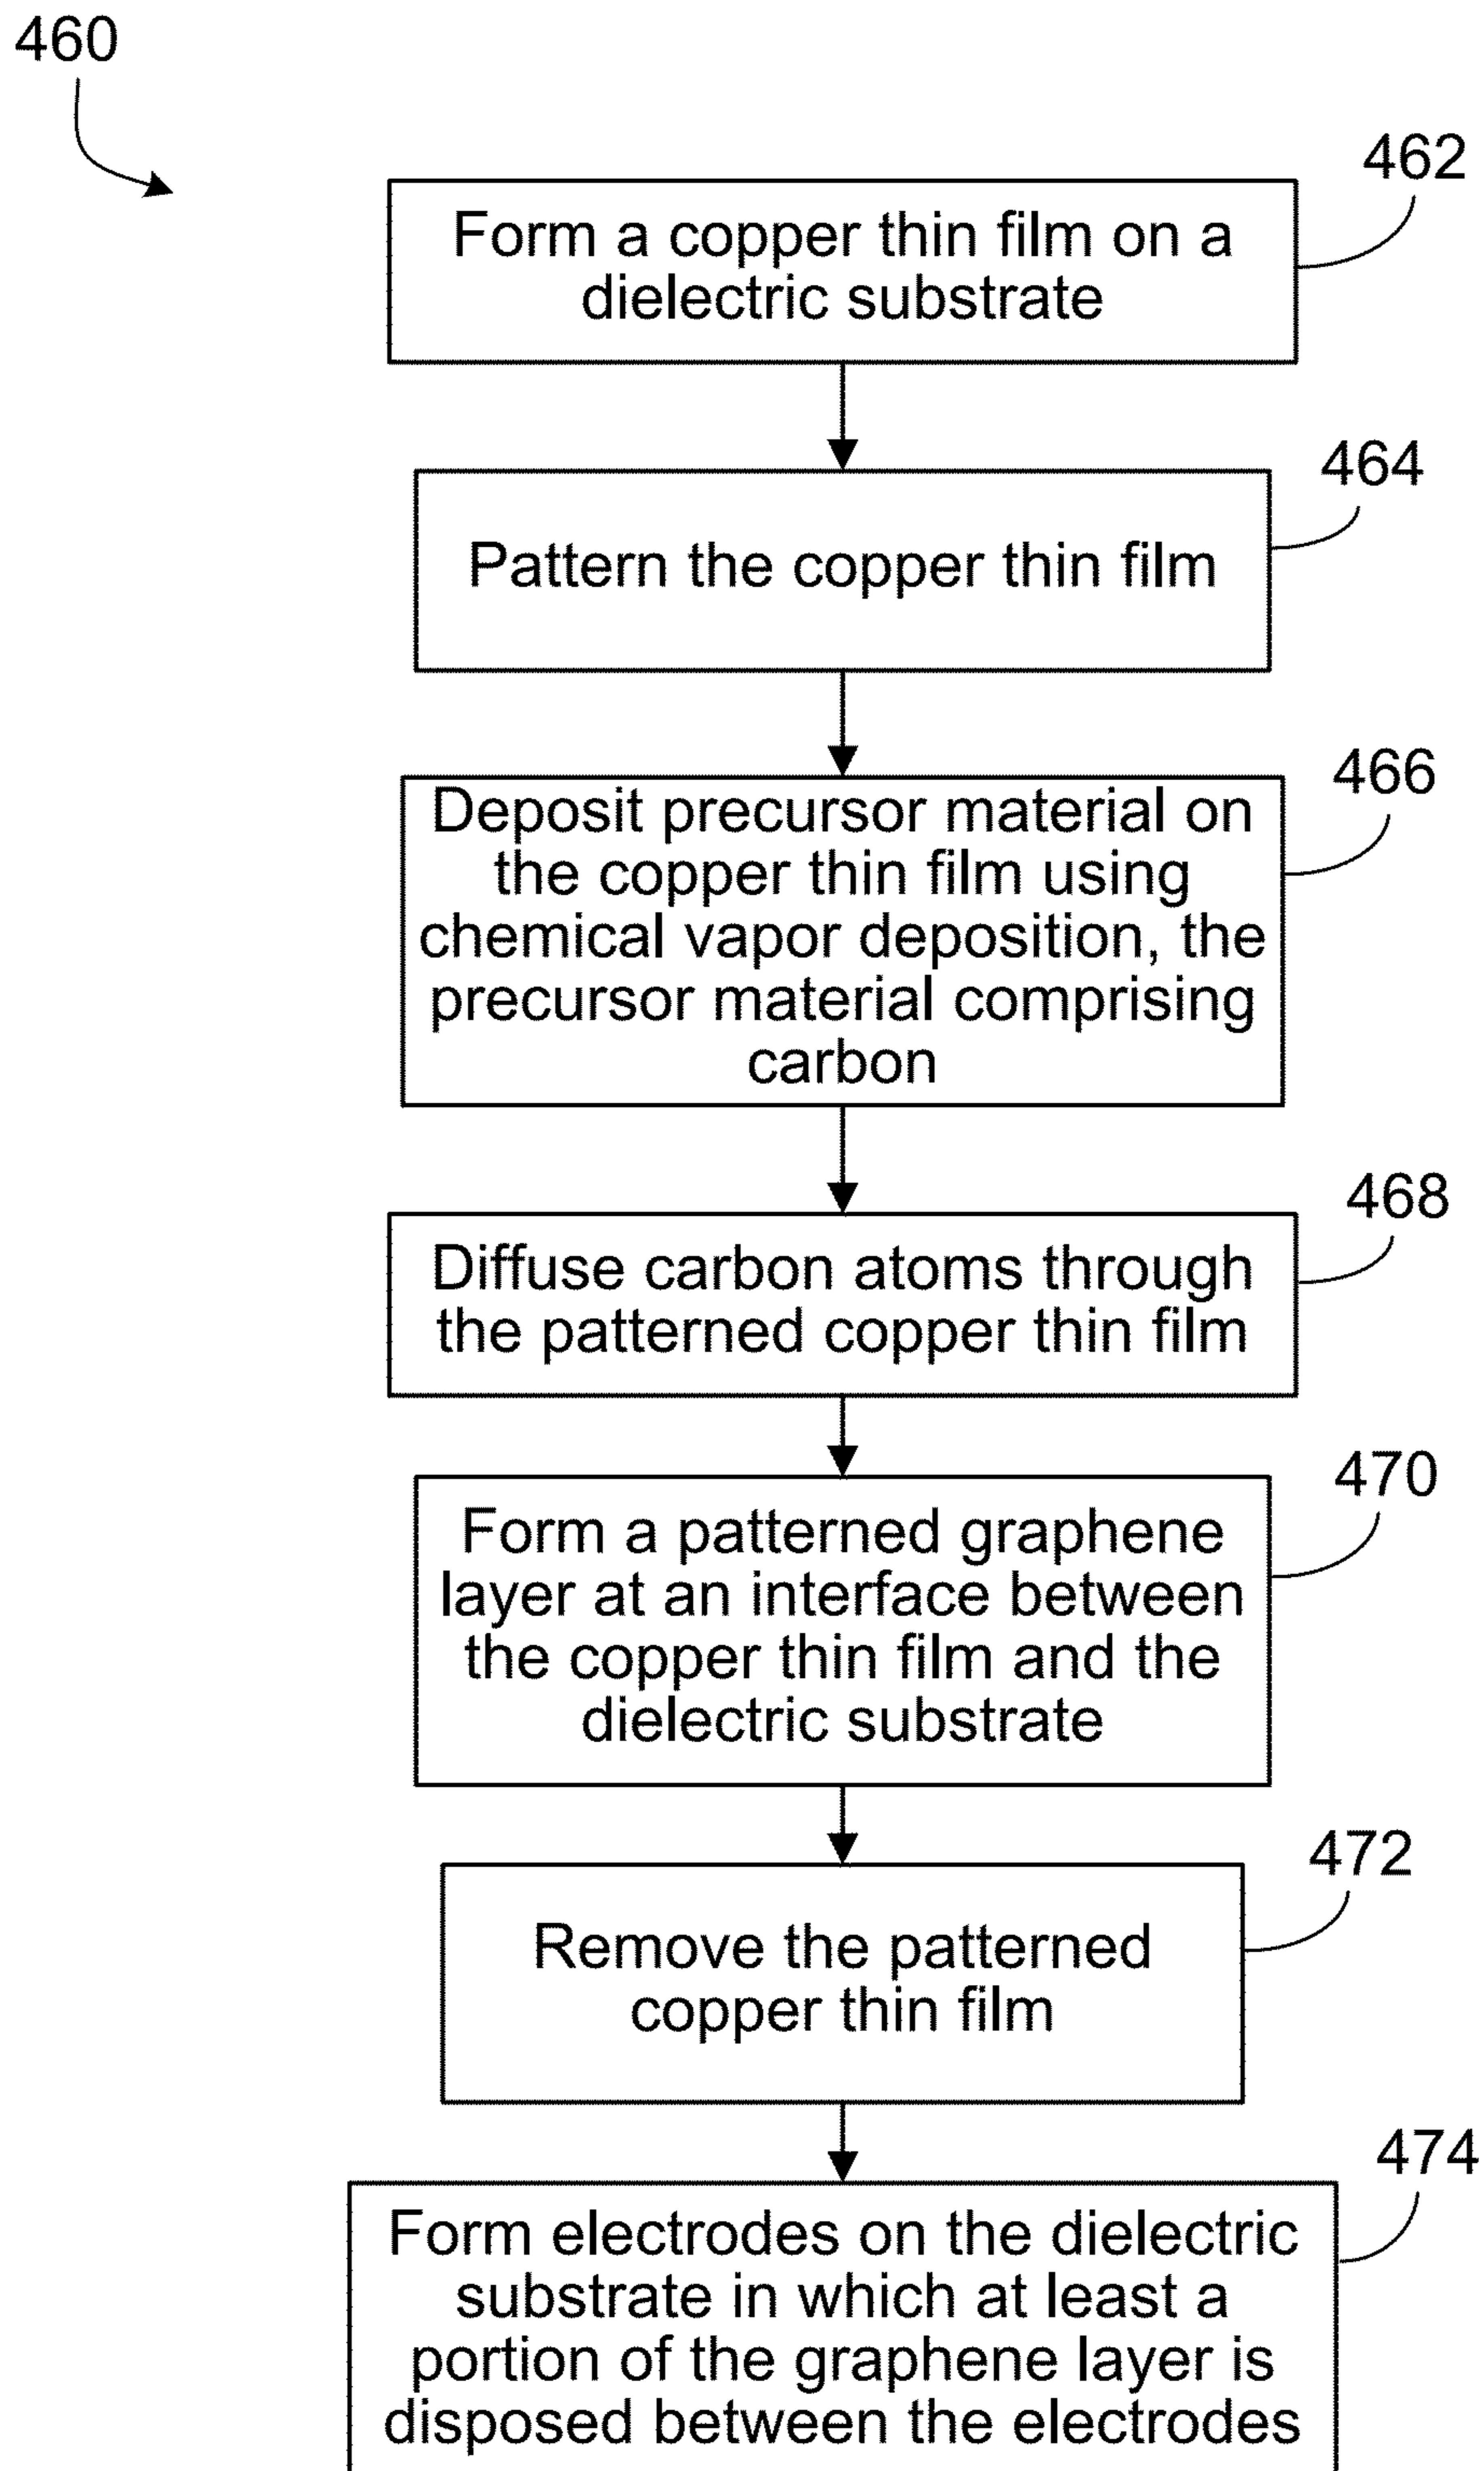 460
462
Form a copper thin film on a
dielectric substrate
464
Pattern the copper thin film
466
Deposit precursor material on
the copper thin film using
chemical vapor deposition, the
precursor material comprising
carbon
468
Diffuse carbon atoms through
the patterned copper thin film
470
Form a patterned graphene
layer at an interface between
the copper thin film and the
dielectric substrate
472
Remove the patterned
copper thin film
474
Form electrodes on the dielectric
substrate in which at least a
portion of the graphene layer is
disposed between the electrodes